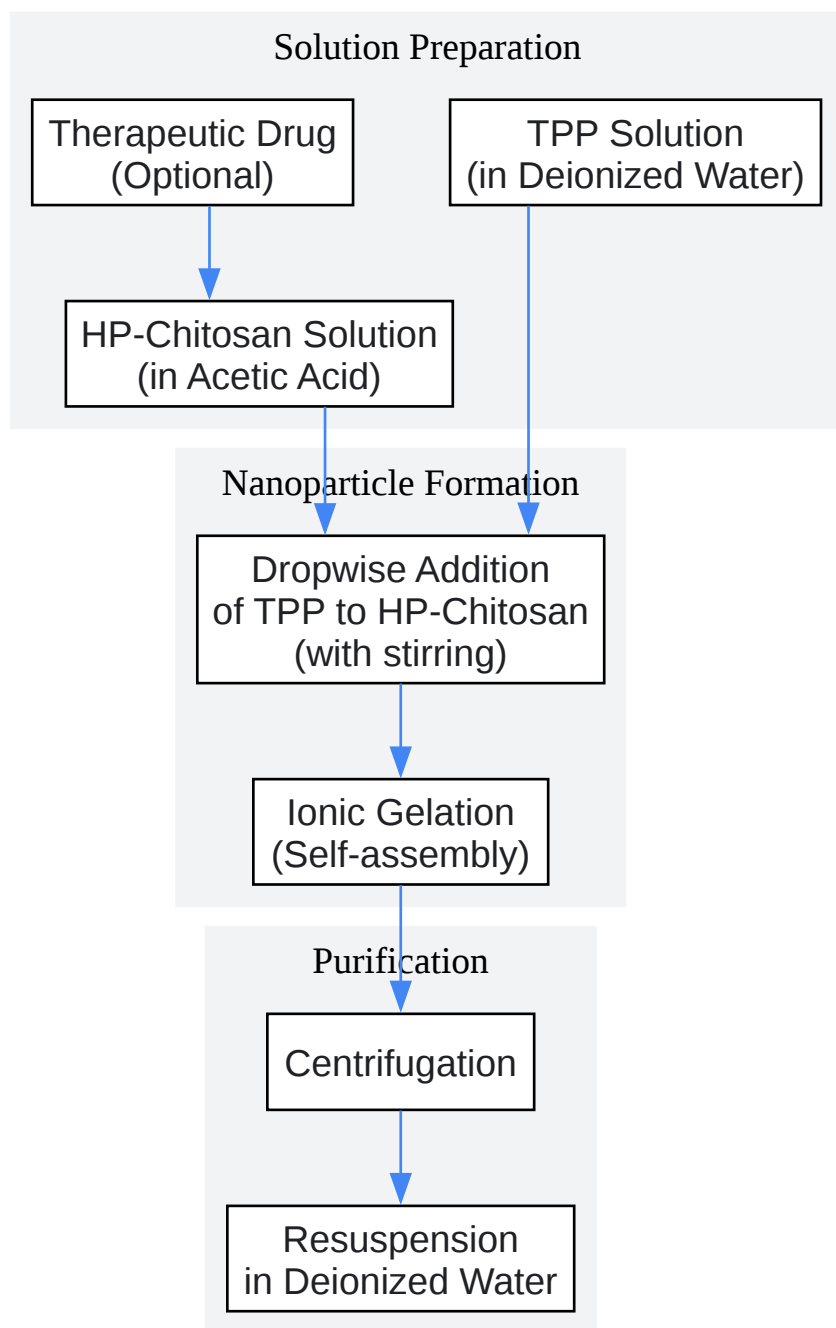 Solution Preparation
Therapeutic Drug
(Optional)
TPP Solution
(in Deionized Water)
HP-Chitosan Solution
(in Acetic Acid)
Nanoparticle Formation
Dropwise Addition
of TPP to HP-Chitosan
(with stirring)
Ionic Gelation
(Self-assembly)
Purification
Centrifugation
Resuspension
in Deionized Water